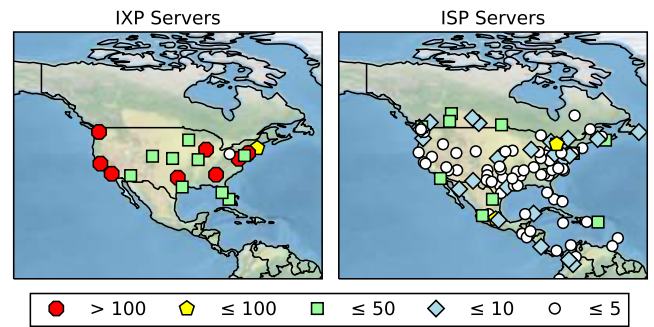 IXP Servers
ISP Servers
> 100
≤ 100
≤ 50
≤ 10
≤ 5